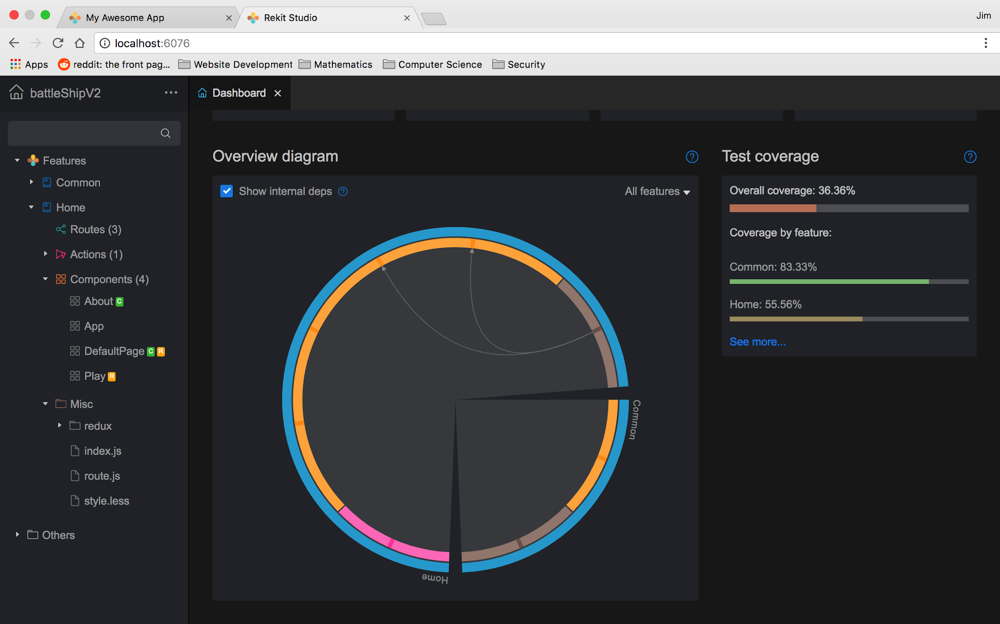 My Awesome App
Rekit Studio
Jim
localhost:6076
Apps
reddit: the front pag...
Website Development
Mathematics
Computer Science
Security
battleShipV2
Dashboard
Features
Common
Home
Routes (3)
Actions (1)
Components (4)
About C
App
DefaultPage C R
Play R
Misc
redux
index.js
route.js
style.less
Others
Overview diagram
Show internal deps
All features
Common
Home
Test coverage
Overall coverage: 36.36%
Coverage by feature:
Common: 83.33%
Home: 55.56%
See more...